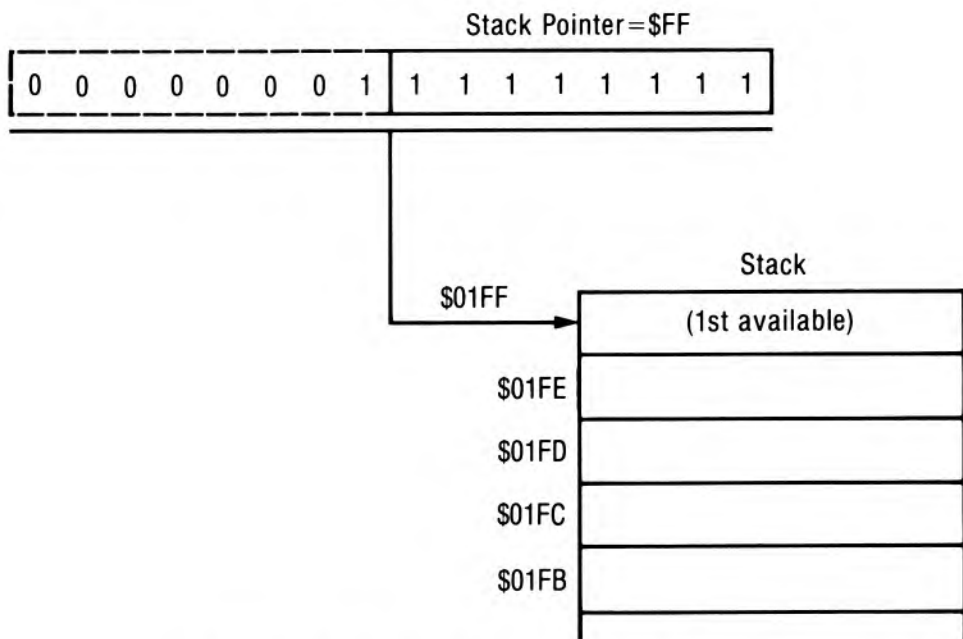 Stack Pointer=$FF
0 0 0 0 0 0 0 1 1 1 1 1 1 1 1 1
Stack
$01FF (1st available)
$01FE
$01FD
$01FC
$01FB